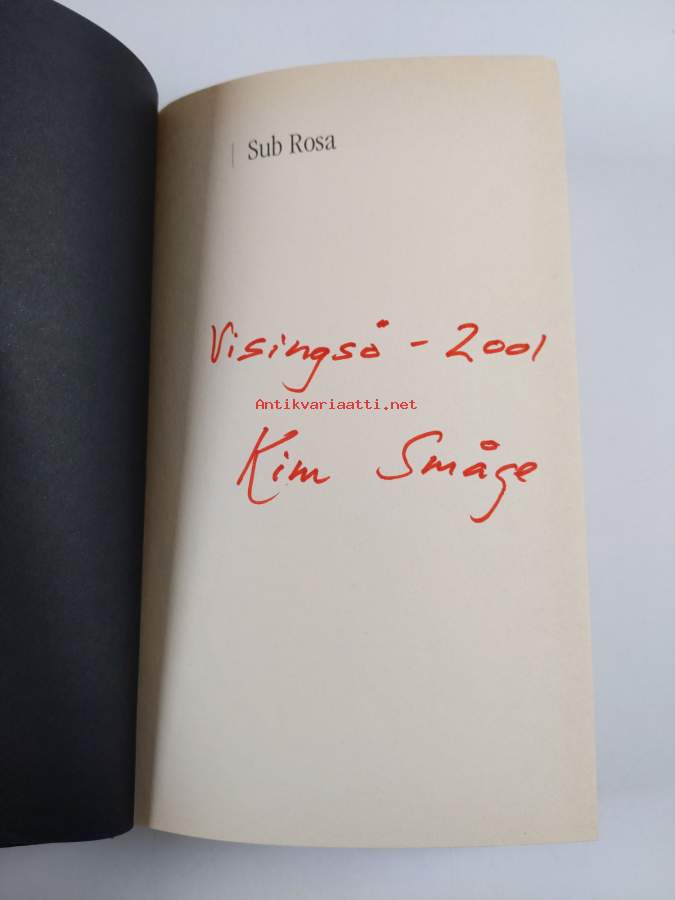 Sub Rosa
Visingsö - 2001
Antikvariaatti.net
Kim Småge